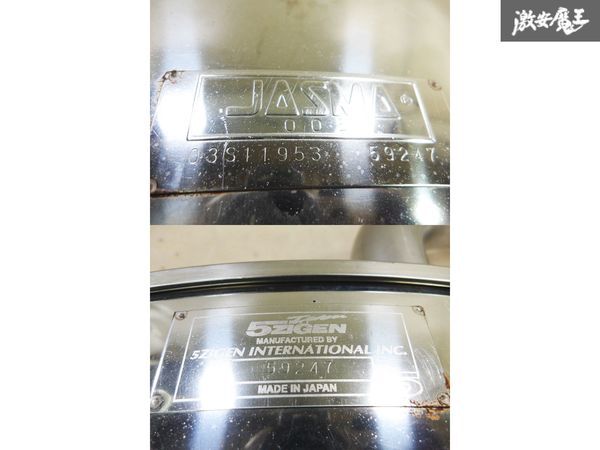 激安魔王
JASMA
03S11953 59247
5ZIGEN
MANUFACTURED BY
5ZIGEN INTERNATIONAL INC.
59247
MADE IN JAPAN